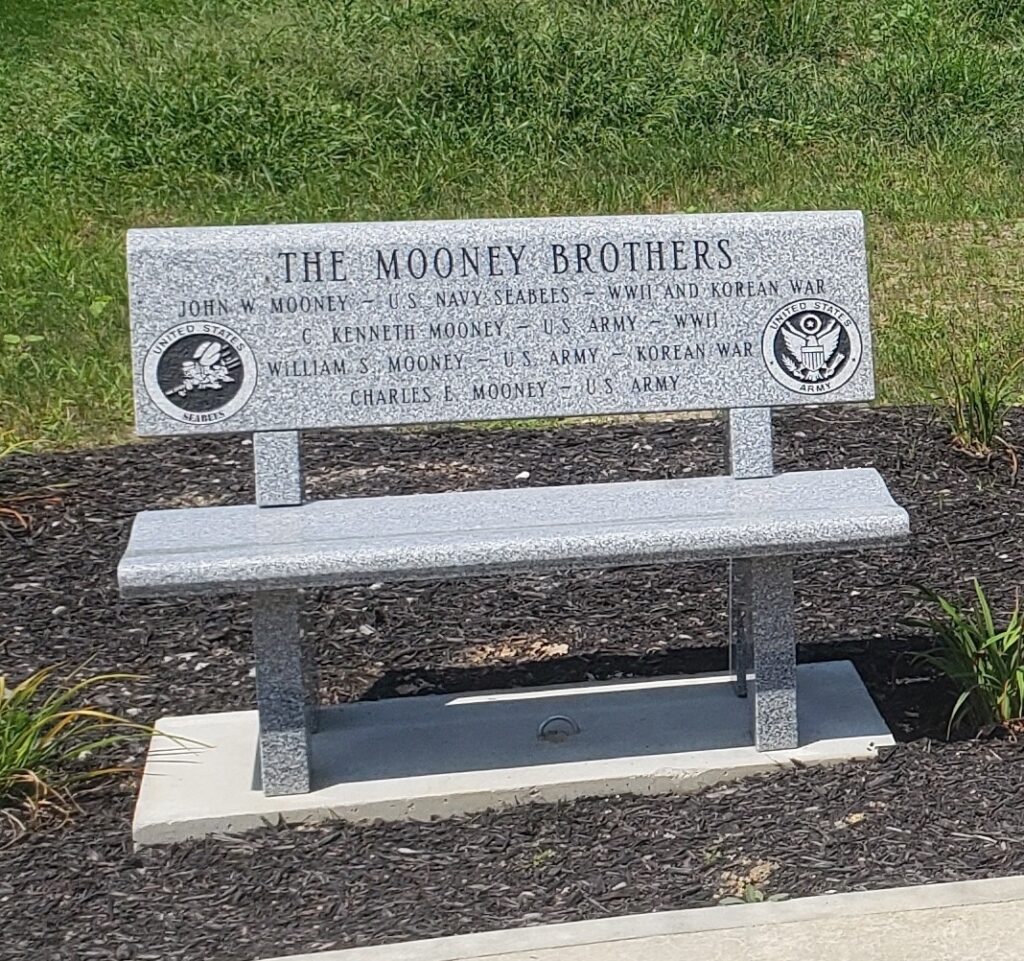 THE MOONEY BROTHERS
JOHN W. MOONEY – U.S. NAVY SEABEES – WWII AND KOREAN WAR
C. KENNETH MOONEY – U.S. ARMY – WWII
WILLIAM S. MOONEY – U.S. ARMY – KOREAN WAR
CHARLES E. MOONEY – U.S. ARMY
UNITED STATES
SEABEES
UNITED STATES
ARMY